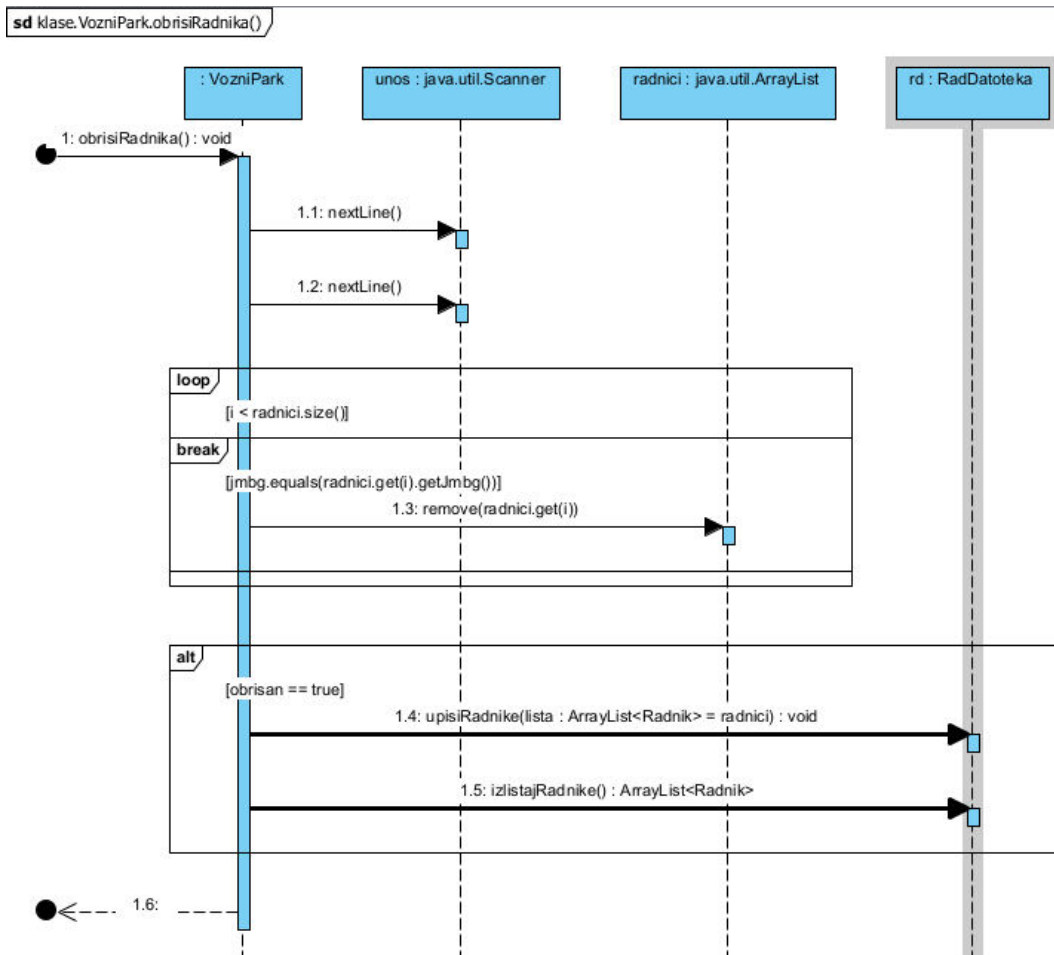 sd klase.VozniPark.obrisiRadnika()
: VozniPark
unos : java.util.Scanner
radnici : java.util.ArrayList
rd : RadDatoteka
1: obrisiRadnika() : void
1.1: nextLine()
1.2: nextLine()
loop
[i < radnici.size()]
break
[jmbg.equals(radnici.get(i).getJmbg())]
1.3: remove(radnici.get(i))
alt
[obrisan == true]
1.4: upisiRadnike(lista : ArrayList<Radnik> = radnici) : void
1.5: izlistajRadnike() : ArrayList<Radnik>
1.6: